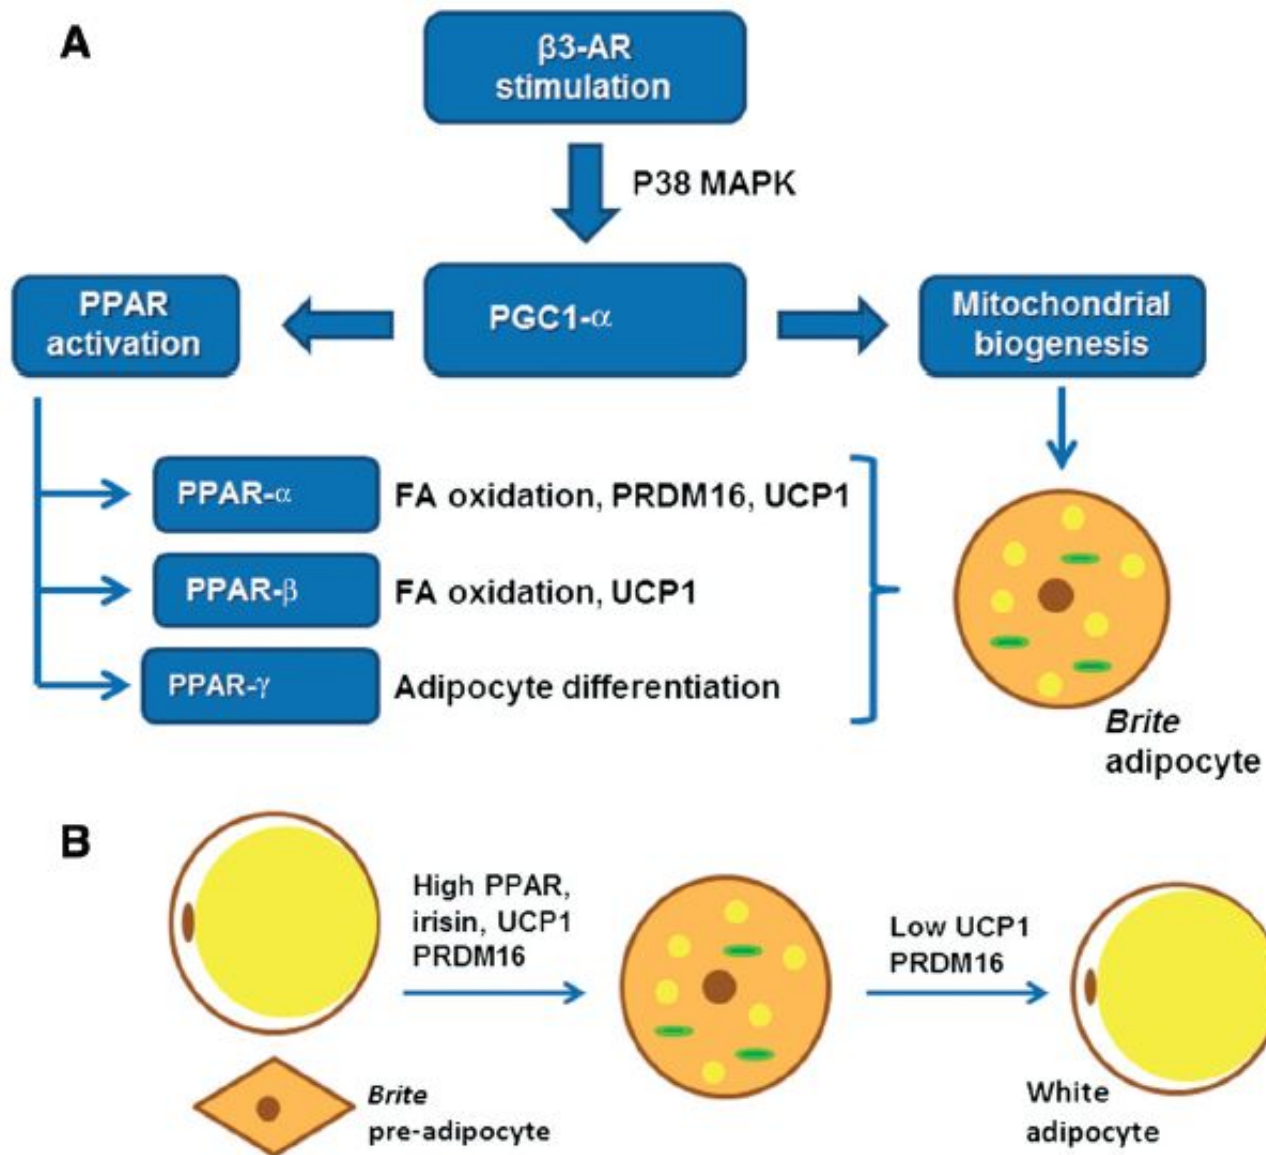 A
β3-AR
stimulation
P38 MAPK
PPAR
activation
PGC1-α
Mitochondrial
biogenesis
PPAR-α
FA oxidation, PRDM16, UCP1
PPAR-β
FA oxidation, UCP1
PPAR-γ
Adipocyte differentiation
Brite
adipocyte
B
High PPAR,
irisin, UCP1
PRDM16
Low UCP1
PRDM16
Brite
pre-adipocyte
White
adipocyte